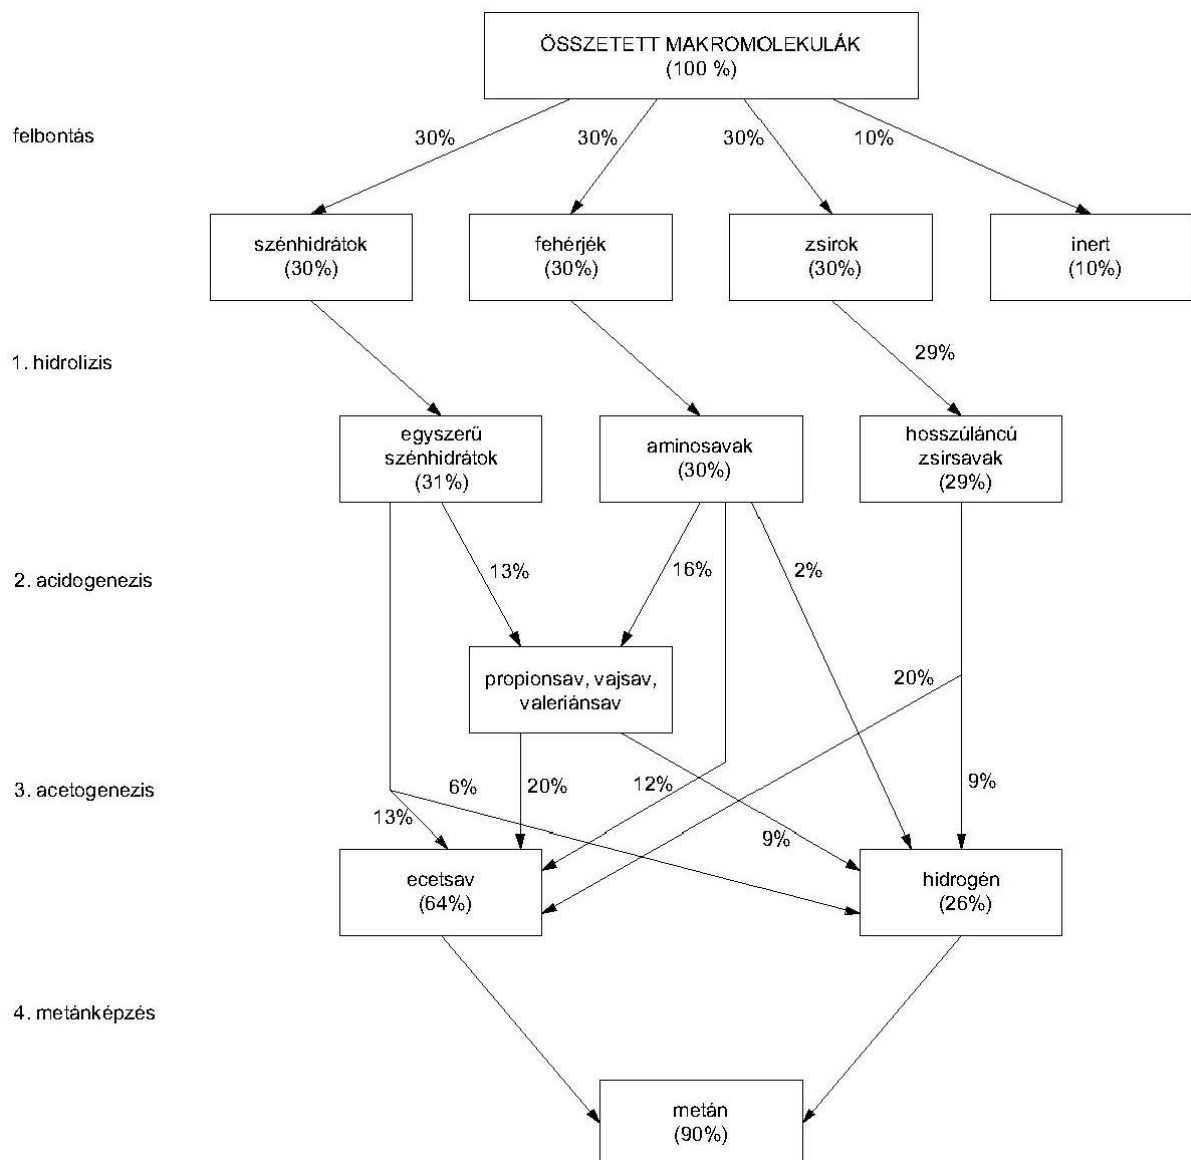 ÖSSZETETT MAKROMOLEKULÁK
(100 %)
felbontás
30%
30%
30%
10%
szénhidrátok
(30%)
fehérjék
(30%)
zsirok
(30%)
inert
(10%)
1. hidrolizis
29%
egyszerű
szénhidrátok
(31%)
aminosavak
(30%)
hosszúláncú
zsirsavak
(29%)
2. acidogenezis
13%
16%
2%
propionsav, vajsav,
valeriánsav
20%
3. acetogenezis
6%
20%
12%
9%
13%
9%
ecetsav
(64%)
hidrogén
(26%)
4. metánképzés
metán
(90%)